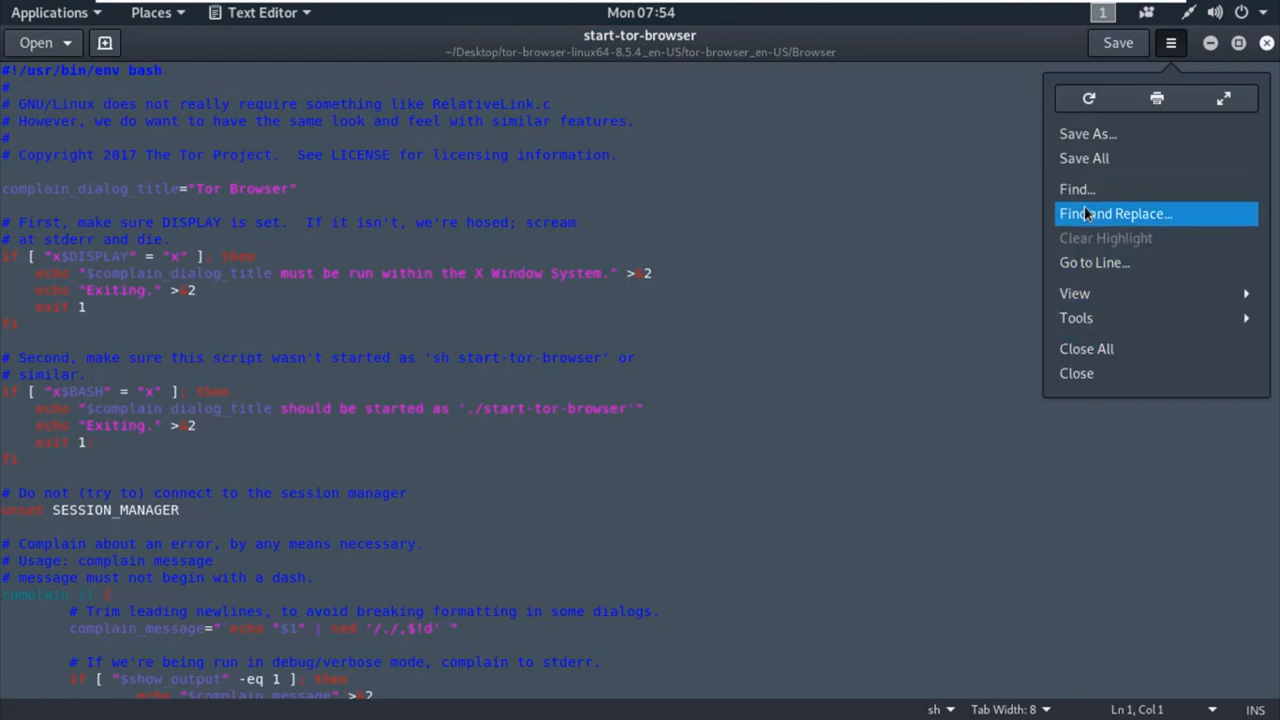 Applications Places Text Editor Mon 07:54 1
Open start-tor-browser Save
~/Desktop/tor-browser-linux64-8.5.4_en-US/tor-browser_en-US/Browser
#!/usr/bin/env bash
#
# GNU/Linux does not really require something like RelativeLink.c
# However, we do want to have the same look and feel with similar features.
#
# Copyright 2017 The Tor Project.  See LICENSE for licensing information.
complain_dialog_title="Tor Browser"
# First, make sure DISPLAY is set.  If it isn't, we're hosed; scream
# at stderr and die.
if [ "x$DISPLAY" = "x" ]; then
echo "$complain_dialog_title must be run within the X Window System." >&2
echo "Exiting." >&2
exit 1
fi
# Second, make sure this script wasn't started as 'sh start-tor-browser' or
# similar.
if [ "x$BASH" = "x" ]; then
echo "$complain_dialog_title should be started as './start-tor-browser'"
echo "Exiting." >&2
exit 1;
fi
# Do not (try to) connect to the session manager
unset SESSION_MANAGER
# Complain about an error, by any means necessary.
# Usage: complain message
# message must not begin with a dash.
complain () {
# Trim leading newlines, to avoid breaking formatting in some dialogs.
complain_message="`echo "$1" | sed '/./,$!d'`"
# If we're being run in debug/verbose mode, complain to stderr.
if [ "$show_output" -eq 1 ]; then
echo "$complain_message" >&2
Save As...
Save All
Find...
Find and Replace...
Clear Highlight
Go to Line...
View
Tools
Close All
Close
sh Tab Width: 8 Ln 1, Col 1 INS